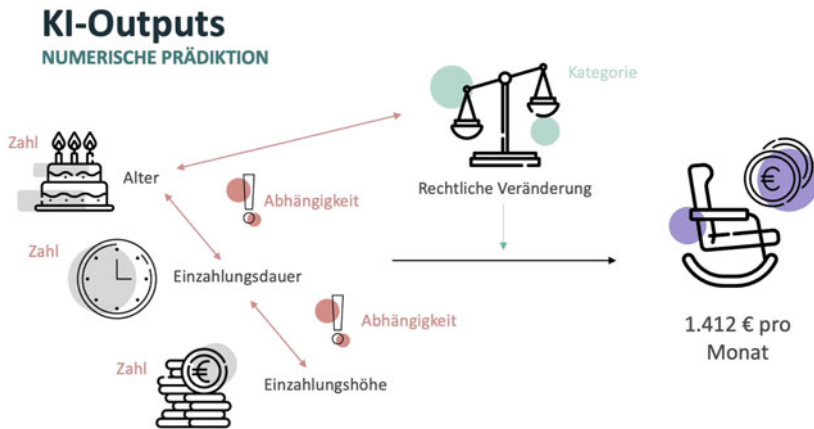 KI-Outputs
NUMERISCHE PRÄDIKTION
Kategorie
Zahl
Alter
Rechtliche Veränderung
Abhängigkeit
Zahl
Einzahlungsdauer
Abhängigkeit
1.412 € pro
Monat
Zahl
Einzahlungshöhe